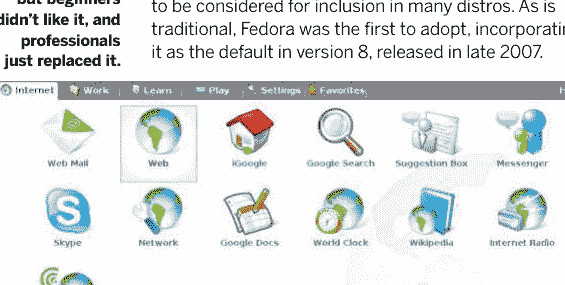 but beginners
didn't like it, and
professionals
just replaced it.
to be considered for inclusion in many distros. As is
traditional, Fedora was the first to adopt, incorporatin
it as the default in version 8, released in late 2007.
Internet Work Learn Play Settings Favorites
Web Mail Web iGoogle Google Search Suggestion Box Messenger
Skype Network Google Docs World Clock Wikipedia Internet Radio